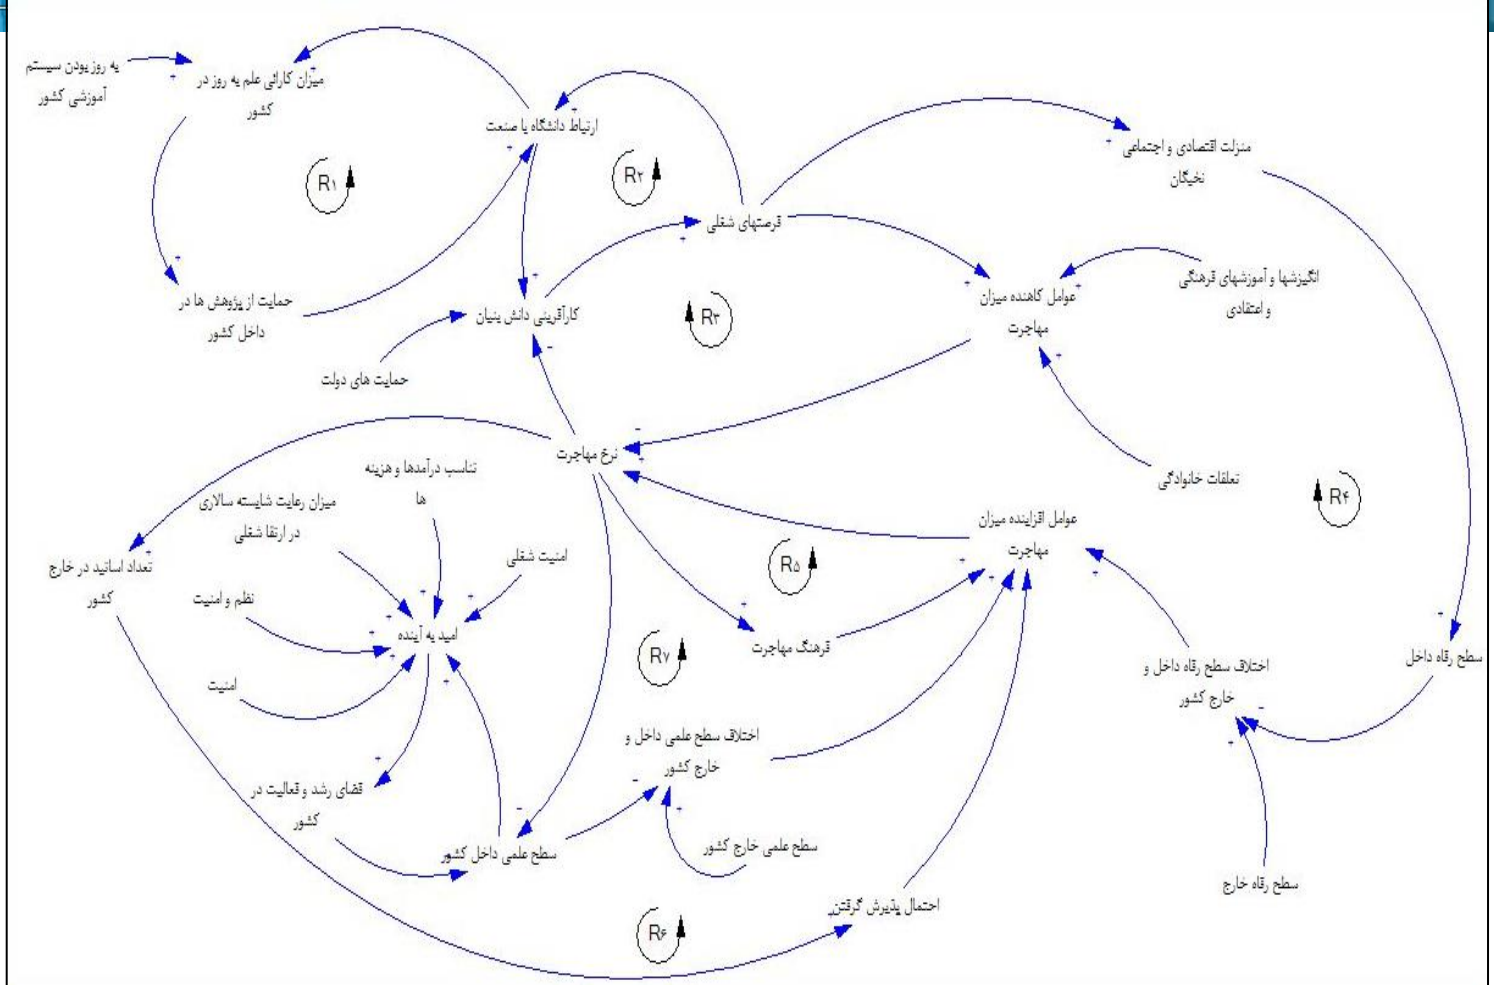 به روز بودن سیستم
آموزشی کشور
میزان کارائی علم به روز در
کشور
ارتباط دانشگاه با صنعت
منزلت اقتصادی و اجتماعی
نخبگان
R۱
R۲
فرصتهای شغلی
حمایت از پژوهش ها در
داخل کشور
کارآفرینی دانش بنیان
R۳
عوامل کاهنده میزان
مهاجرت
انگیزشها و آموزشهای فرهنگی
و اعتقادی
حمایت های دولت
نرخ مهاجرت
تناسب درآمدها و هزینه
ها
میزان رعایت شایسته سالاری
در ارتقا شغلی
تعلقات خانوادگی
R۴
عوامل افزاینده میزان
مهاجرت
امنیت شغلی
R۵
تعداد اساتید در خارج
کشور
نظم و امنیت
امید به آینده
فرهنگ مهاجرت
R۷
اختلاف سطح رفاه داخل و
خارج کشور
سطح رفاه داخل
امنیت
اختلاف سطح علمی داخل و
خارج کشور
فضای رشد و فعالیت در
کشور
سطح علمی داخل کشور
سطح علمی خارج کشور
سطح رفاه خارج
احتمال پذیرش گرفتن
R۶